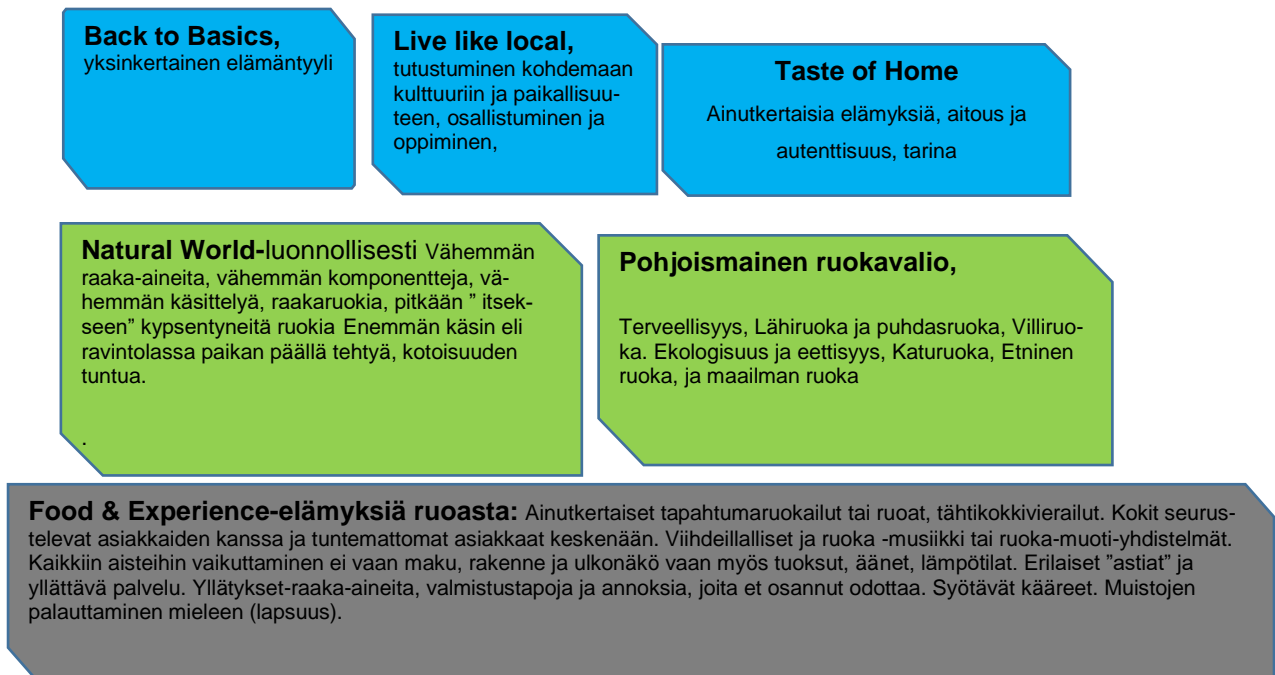 Back to Basics,
yksinkertainen elämäntyyli
Live like local,
tutustuminen kohdemaan
kulttuuriin ja paikallisuu-
teen, osallistuminen ja
oppiminen,
Taste of Home
Ainutkertaisia elämyksiä, aitous ja
autenttisuus, tarina
Natural World-luonnollisesti Vähemmän
raaka-aineita, vähemmän komponentteja, vä-
hemmän käsittelyä, raakaruokia, pitkään ” itsek-
seen” kypsentyneitä ruokia Enemmän käsin eli
ravintolassa paikan päällä tehtyä, kotoisuuden
tuntua.
.
Pohjoismainen ruokavalio,
Terveellisyys, Lähiruoka ja puhdasruoka, Villiruo-
ka. Ekologisuus ja eettisyys, Katuruoka, Etninen
ruoka, ja maailman ruoka
Food & Experience-elämyksiä ruoasta: Ainutkertaiset tapahtumaruokailut tai ruoat, tähtikokkivierailut. Kokit seurus-
televat asiakkaiden kanssa ja tuntemattomat asiakkaat keskenään. Viihdeillalliset ja ruoka -musiikki tai ruoka-muoti-yhdistelmät.
Kaikkiin aisteihin vaikuttaminen ei vaan maku, rakenne ja ulkonäkö vaan myös tuoksut, äänet, lämpötilat. Erilaiset ”astiat” ja
yllättävä palvelu. Yllätykset-raaka-aineita, valmistustapoja ja annoksia, joita et osannut odottaa. Syötävät kääreet. Muistojen
palauttaminen mieleen (lapsuus).